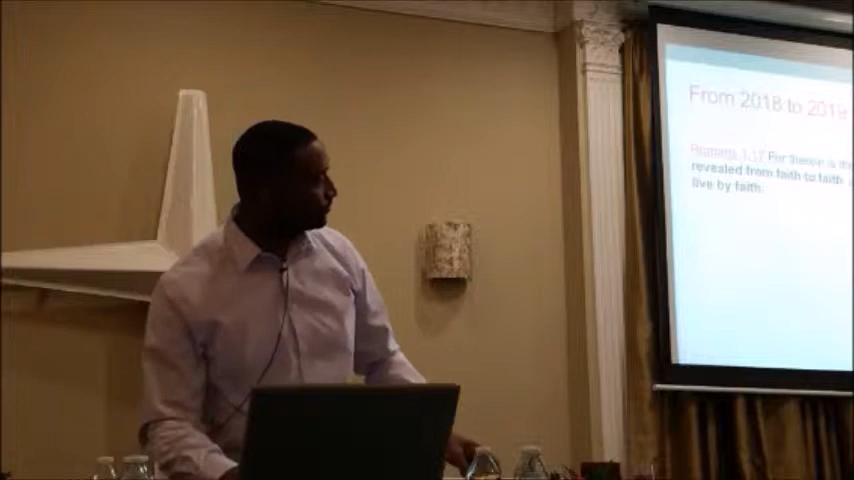 From 2018 to 2019
Romans 1:17 For therein is the
revealed from faith to faith
live by faith.